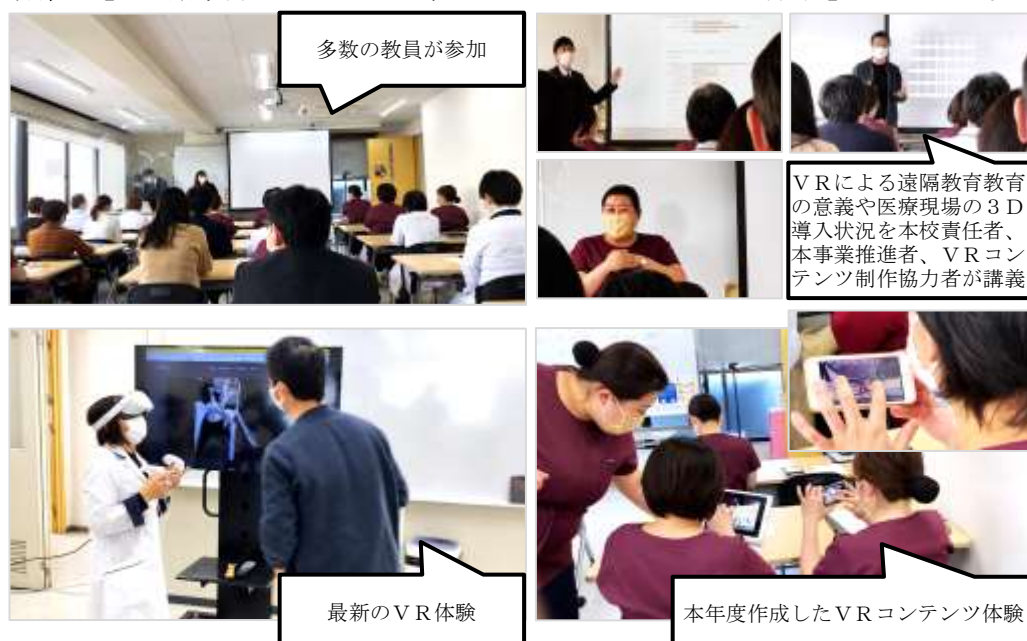 多数の教員が参加
VRによる遠隔教育教育
の意義や医療現場の3D
導入状況を本校責任者、
本事業推進者、VRコン
テンツ制作協力者が講義
最新のVR体験
本年度作成したVRコンテンツ体験